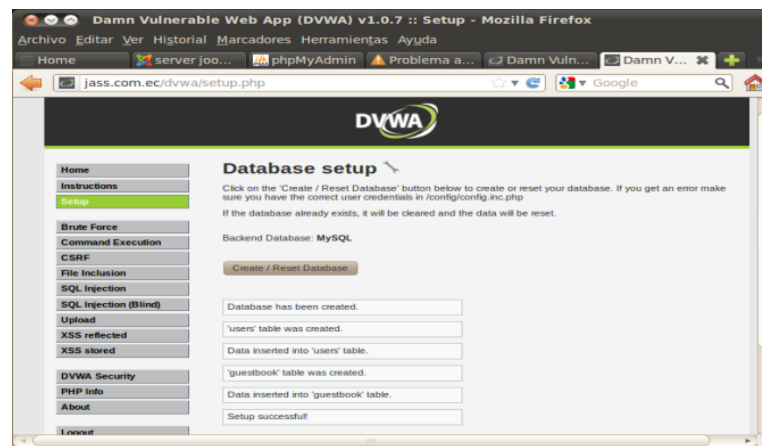 Damn Vulnerable Web App (DVWA) v1.0.7 :: Setup - Mozilla Firefox
Archivo Editar Ver Historial Marcadores Herramientas Ayuda
Home server joo... phpMyAdmin Problema a... Damn Vuln... Damn V...
jass.com.ec/dvwa/setup.php Google
DVWA
Home
Instructions
Setup
Brute Force
Command Execution
CSRF
File Inclusion
SQL Injection
SQL Injection (Blind)
Upload
XSS reflected
XSS stored
DVWA Security
PHP Info
About
Logout
Database setup
Click on the 'Create / Reset Database' button below to create or reset your database. If you get an error make
sure you have the correct user credentials in /config/config.inc.php
If the database already exists, it will be cleared and the data will be reset.
Backend Database: MySQL
Create / Reset Database
Database has been created.
'users' table was created.
Data inserted into 'users' table.
'guestbook' table was created.
Data inserted into 'guestbook' table.
Setup successful!